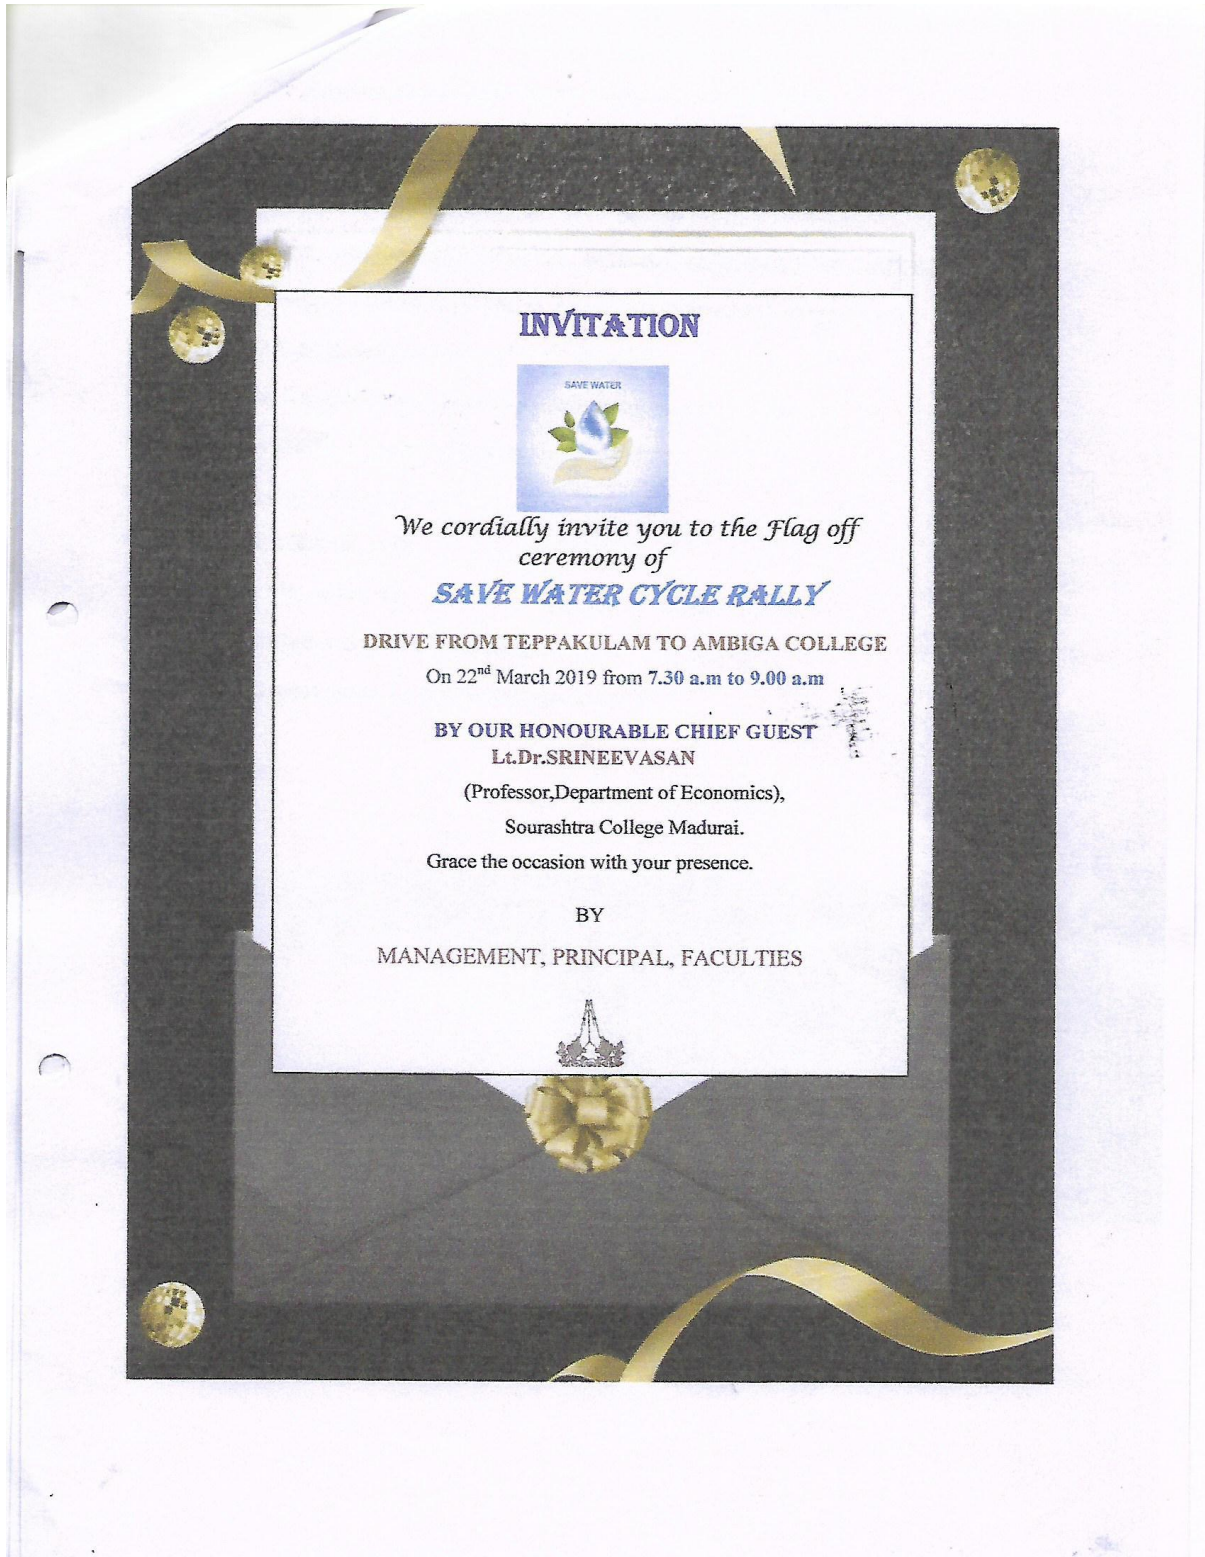 INVITATION
SAVE WATER
We cordially invite you to the Flag off
ceremony of
SAVE WATER CYCLE RALLY
DRIVE FROM TEPPAKULAM TO AMBIGA COLLEGE
On 22nd March 2019 from 7.30 a.m to 9.00 a.m
BY OUR HONOURABLE CHIEF GUEST
Lt.Dr.SRINEEVASAN
(Professor,Department of Economics),
Sourashtra College Madurai.
Grace the occasion with your presence.
BY
MANAGEMENT, PRINCIPAL, FACULTIES